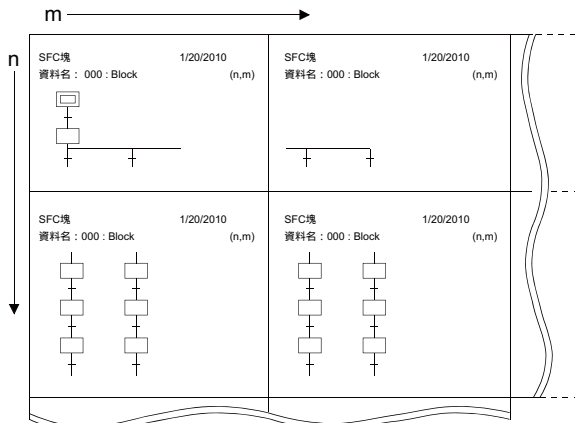 m
n
SFC塊 1/20/2010
資料名： 000 : Block (n,m)
SFC塊 1/20/2010
資料名： 000 : Block (n,m)
SFC塊 1/20/2010
資料名：000 : Block (n,m)
SFC塊 1/20/2010
資料名：000 : Block (n,m)